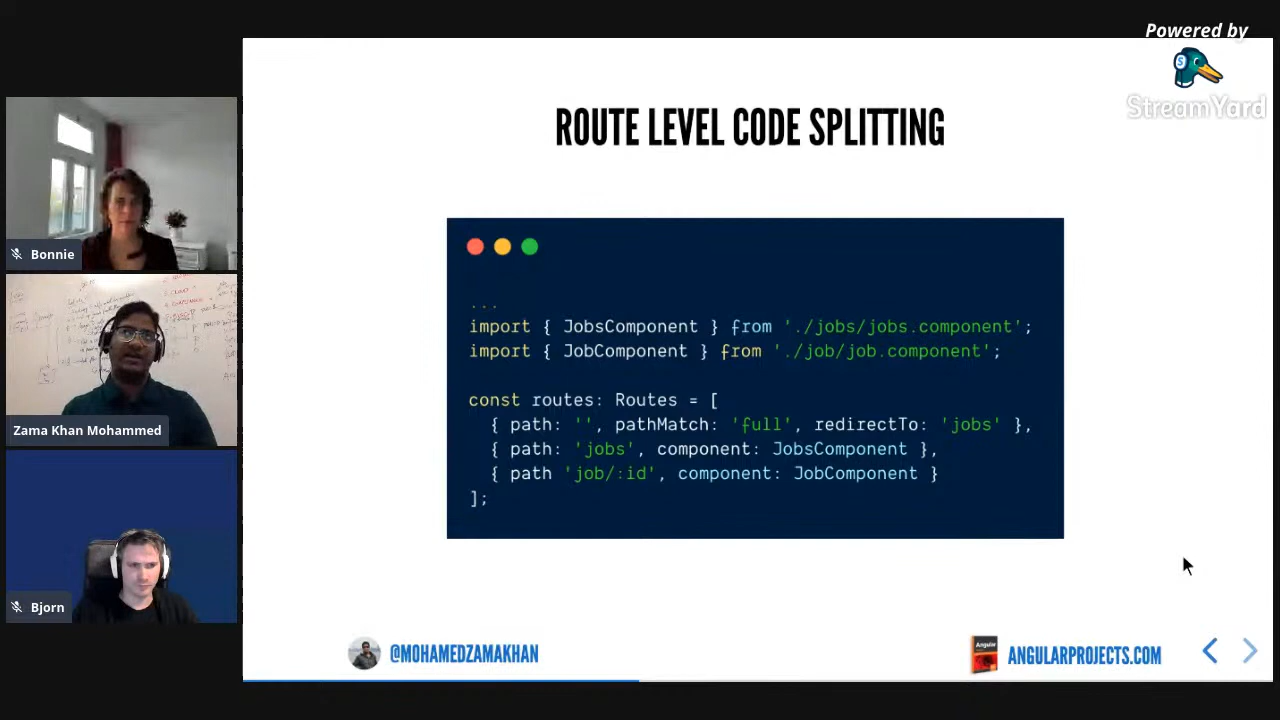 Powered by
StreamYard
ROUTE LEVEL CODE SPLITTING
...
import { JobsComponent } from './jobs/jobs.component';
import { JobComponent } from './job/job.component';
const routes: Routes = [
{ path: '', pathMatch: 'full', redirectTo: 'jobs' },
{ path: 'jobs', component: JobsComponent },
{ path 'job/:id', component: JobComponent }
];
Bonnie
Zama Khan Mohammed
Bjorn
@MOHAMEDZAMAKHAN
Angular
ANGULARPROJECTS.COM